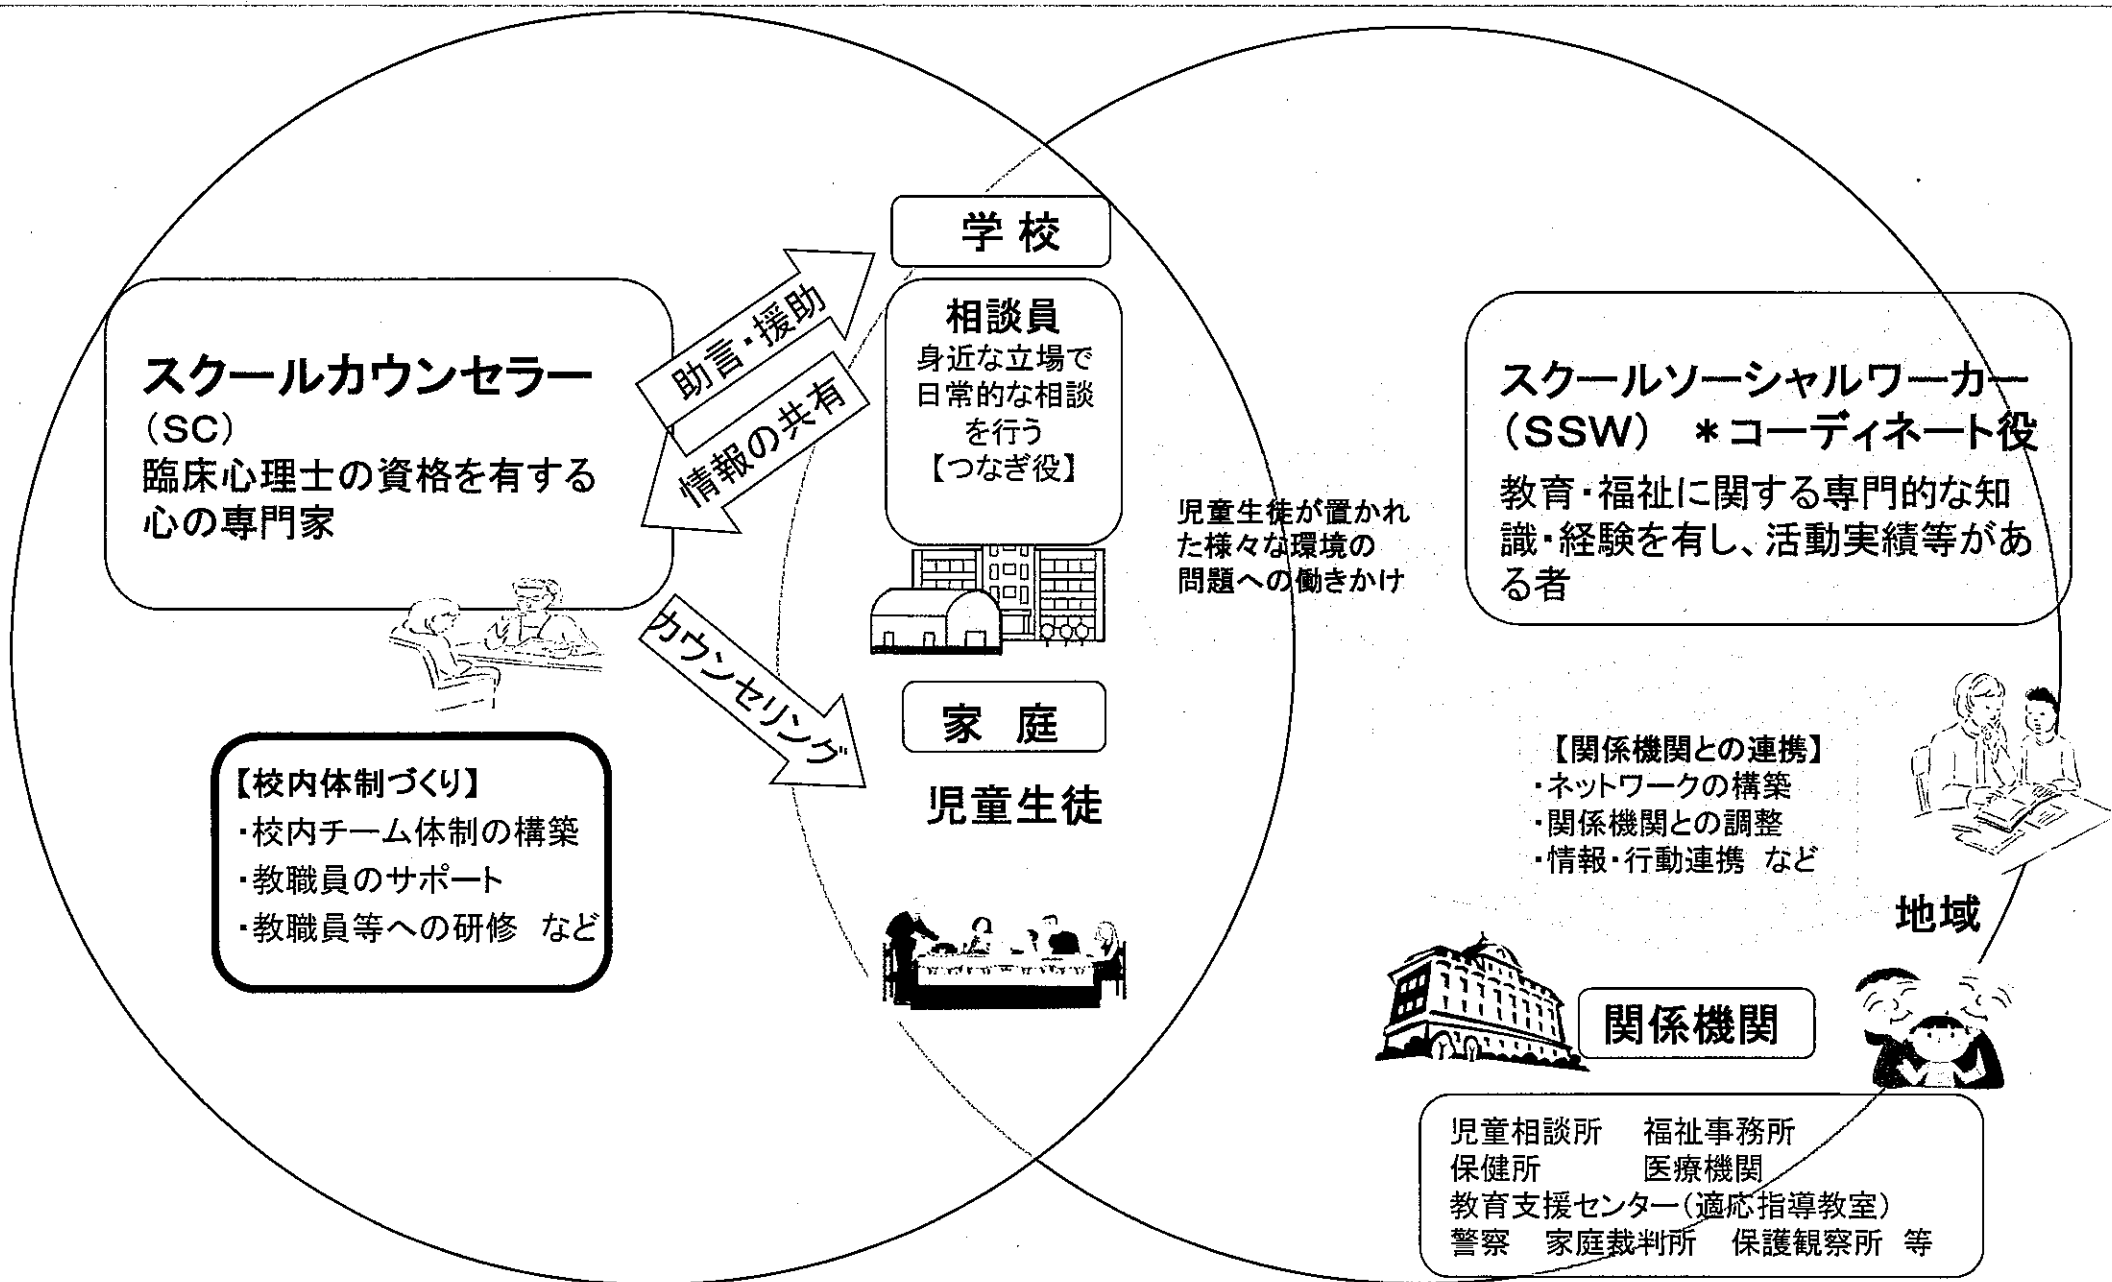 学校
相談員
身近な立場で
日常的な相談
を行う
【つなぎ役】
助言・援助
情報の共有
スクールカウンセラー
(SC)
臨床心理士の資格を有する
心の専門家
カウンセリング
【校内体制づくり】
・校内チーム体制の構築
・教職員のサポート
・教職員等への研修 など
家庭
児童生徒
児童生徒が置かれ
た様々な環境の
問題への働きかけ
スクールソーシャルワーカー
(SSW) *コーディネート役
教育・福祉に関する専門的な知
識・経験を有し、活動実績等があ
る者
【関係機関との連携】
・ネットワークの構築
・関係機関との調整
・情報・行動連携 など
地域
関係機関
児童相談所 福祉事務所
保健所 医療機関
教育支援センター(適応指導教室)
警察 家庭裁判所 保護観察所 等